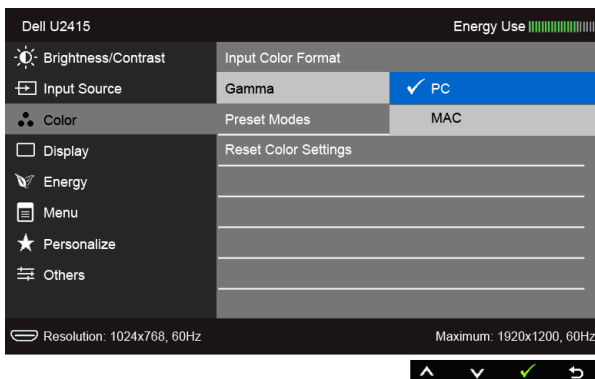 Dell U2415
Energy Use
Brightness/Contrast
Input Color Format
Input Source
Gamma
PC
Color
Preset Modes
MAC
Display
Reset Color Settings
Energy
Menu
Personalize
Others
Resolution: 1024x768, 60Hz
Maximum: 1920x1200, 60Hz